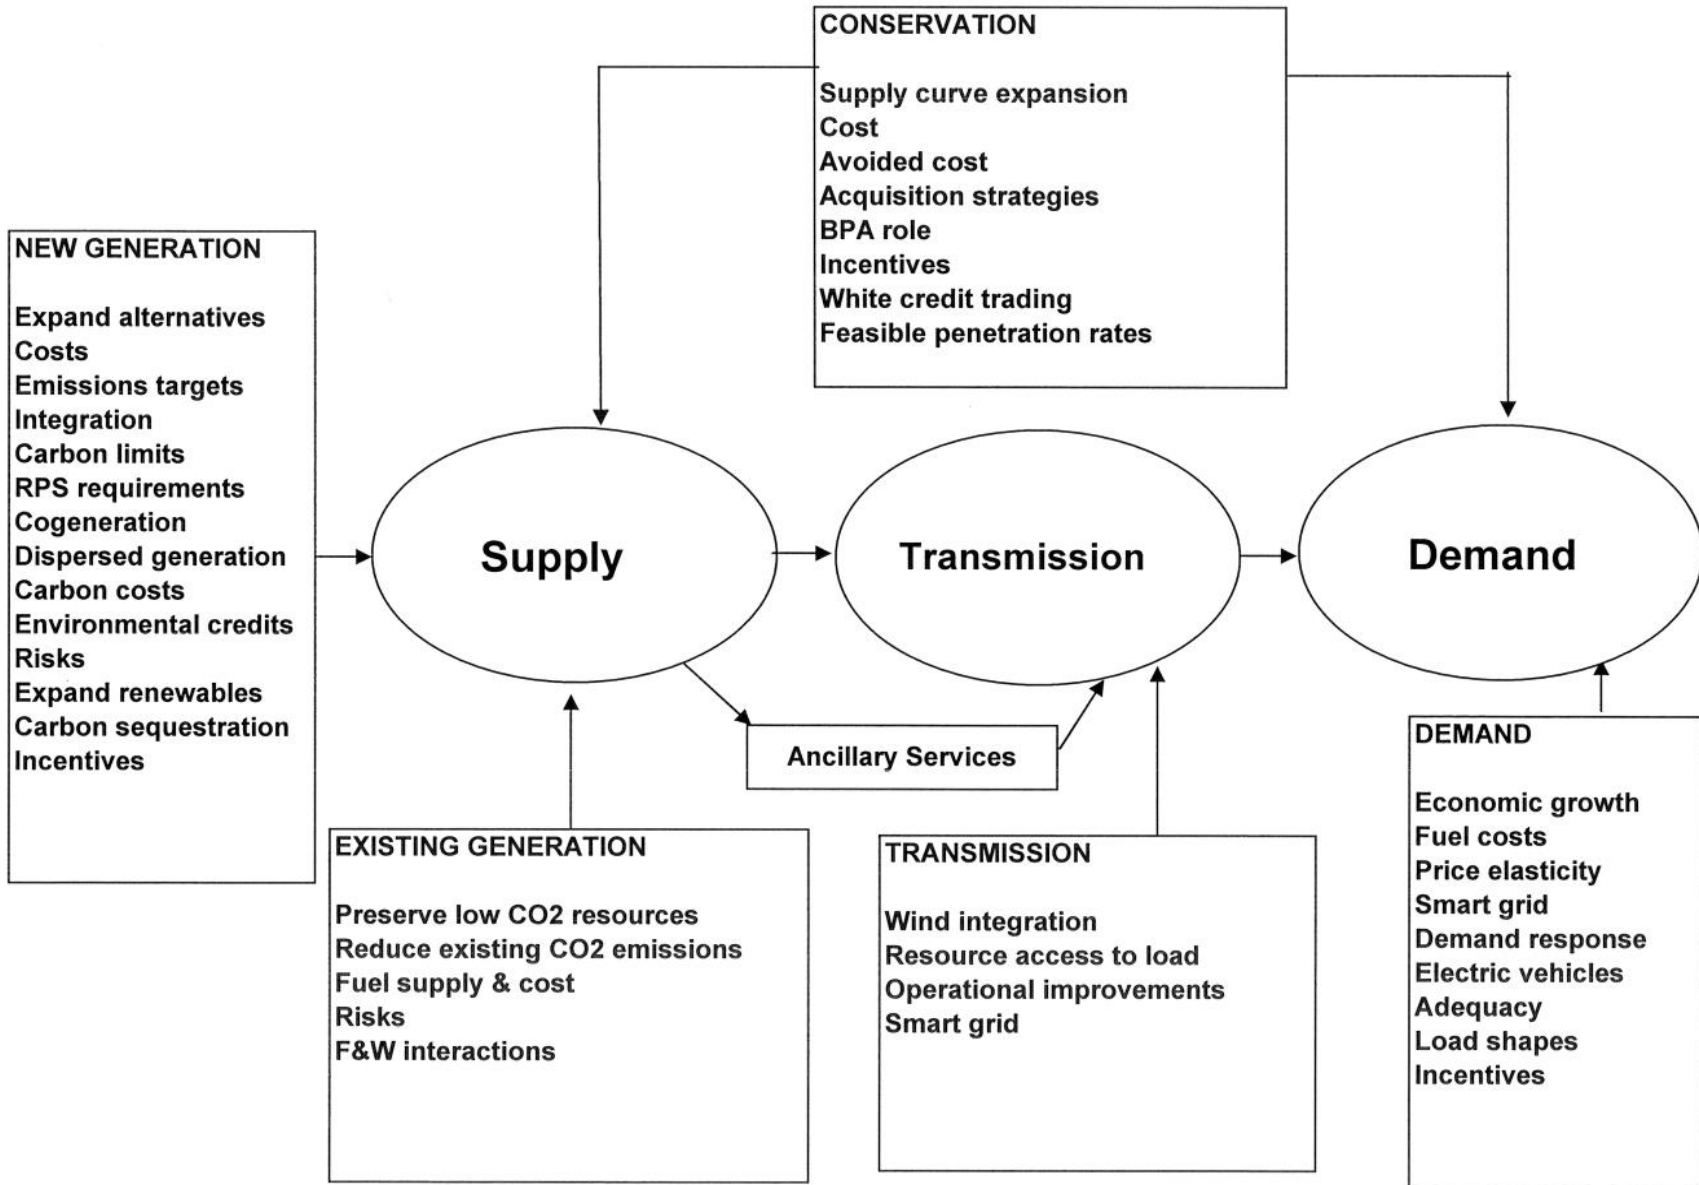 CONSERVATION
Supply curve expansion
Cost
Avoided cost
Acquisition strategies
BPA role
Incentives
White credit trading
Feasible penetration rates
NEW GENERATION
Expand alternatives
Costs
Emissions targets
Integration
Carbon limits
RPS requirements
Cogeneration
Dispersed generation
Carbon costs
Environmental credits
Risks
Expand renewables
Carbon sequestration
Incentives
Supply
Transmission
Demand
Ancillary Services
EXISTING GENERATION
Preserve low CO2 resources
Reduce existing CO2 emissions
Fuel supply & cost
Risks
F&W interactions
TRANSMISSION
Wind integration
Resource access to load
Operational improvements
Smart grid
DEMAND
Economic growth
Fuel costs
Price elasticity
Smart grid
Demand response
Electric vehicles
Adequacy
Load shapes
Incentives